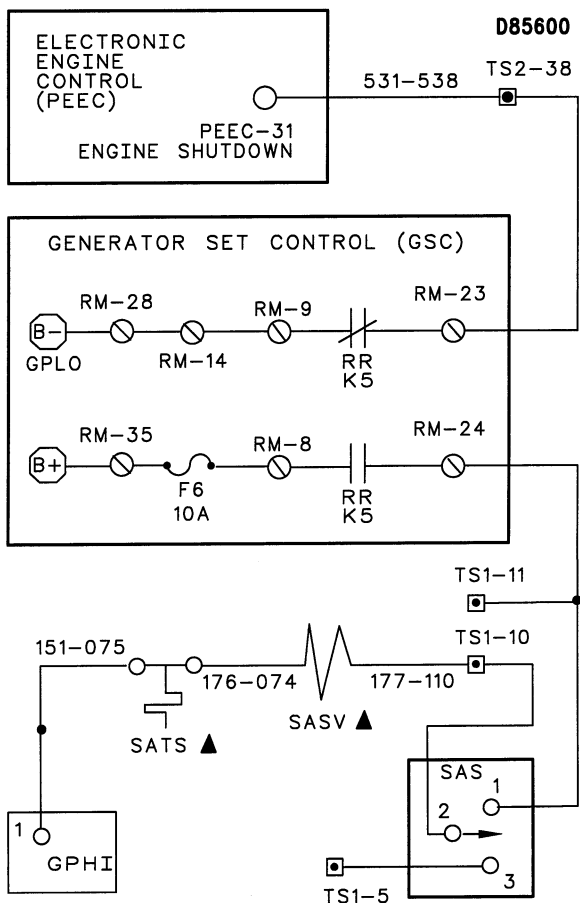 D85600
ELECTRONIC
ENGINE
CONTROL
(PEEC)
531-538
TS2-38
PEEC-31
ENGINE SHUTDOWN
GENERATOR SET CONTROL (GSC)
B-
GPLO
RM-28
RM-14
RM-9
RR
K5
RM-23
B+
RM-35
F6
10A
RM-8
RR
K5
RM-24
TS1-11
151-075
176-074
177-110
TS1-10
SATS
SASV
SAS
1
2
3
1
GPHI
TS1-5